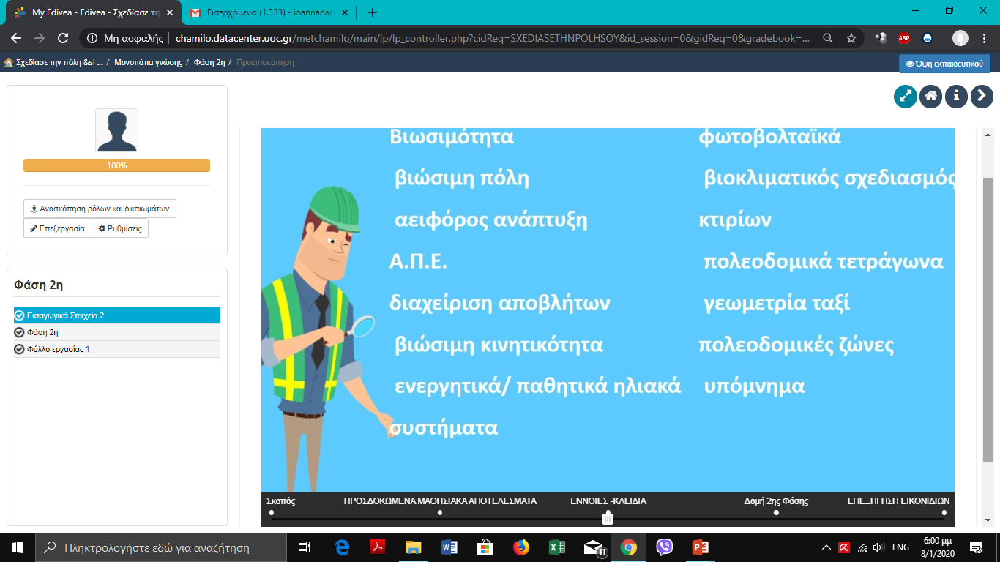 My Edivea - Edivea - Σχεδίασε τη
Εισερχόμενα (1.333) - ioannadar
Μη ασφαλής | chamilo.datacenter.uoc.gr/metchamilo/main/lp/lp_controller.php?cidReq=SXEDIASETHNPOLHSOY&id_session=0&gidReq=0&gradebook=...
ABP
Σχεδίασε την πόλη &si ... / Μονοπάτια γνώσης / Φάση 2η / Προεπισκόπηση
Όψη εκπαιδευτικού
100%
Ανασκόπηση ρόλων και δικαιωμάτων
Επεξεργασία
Ρυθμίσεις
Φάση 2η
Εισαγωγικά Στοιχεία 2
Φάση 2η
Φύλλο εργασίας 1
Βιωσιμότητα
βιώσιμη πόλη
αειφόρος ανάπτυξη
Α.Π.Ε.
διαχείριση αποβλήτων
βιώσιμη κινητικότητα
ενεργητικά/ παθητικά ηλιακά
συστήματα
φωτοβολταϊκά
βιοκλιματικός σχεδιασμός
κτιρίων
πολεοδομικά τετράγωνα
γεωμετρία ταξί
πολεοδομικές ζώνες
υπόμνημα
Σκοπός
ΠΡΟΣΔΟΚΩΜΕΝΑ ΜΑΘΗΣΙΑΚΑ ΑΠΟΤΕΛΕΣΜΑΤΑ
ΕΝΝΟΙΕΣ -ΚΛΕΙΔΙΑ
Δομή 2ης Φάσης
ΕΠΕΞΗΓΗΣΗ ΕΙΚΟΝΙΔΙΩΝ
Πληκτρολογήστε εδώ για αναζήτηση
11
ENG
6:00 μμ
8/1/2020